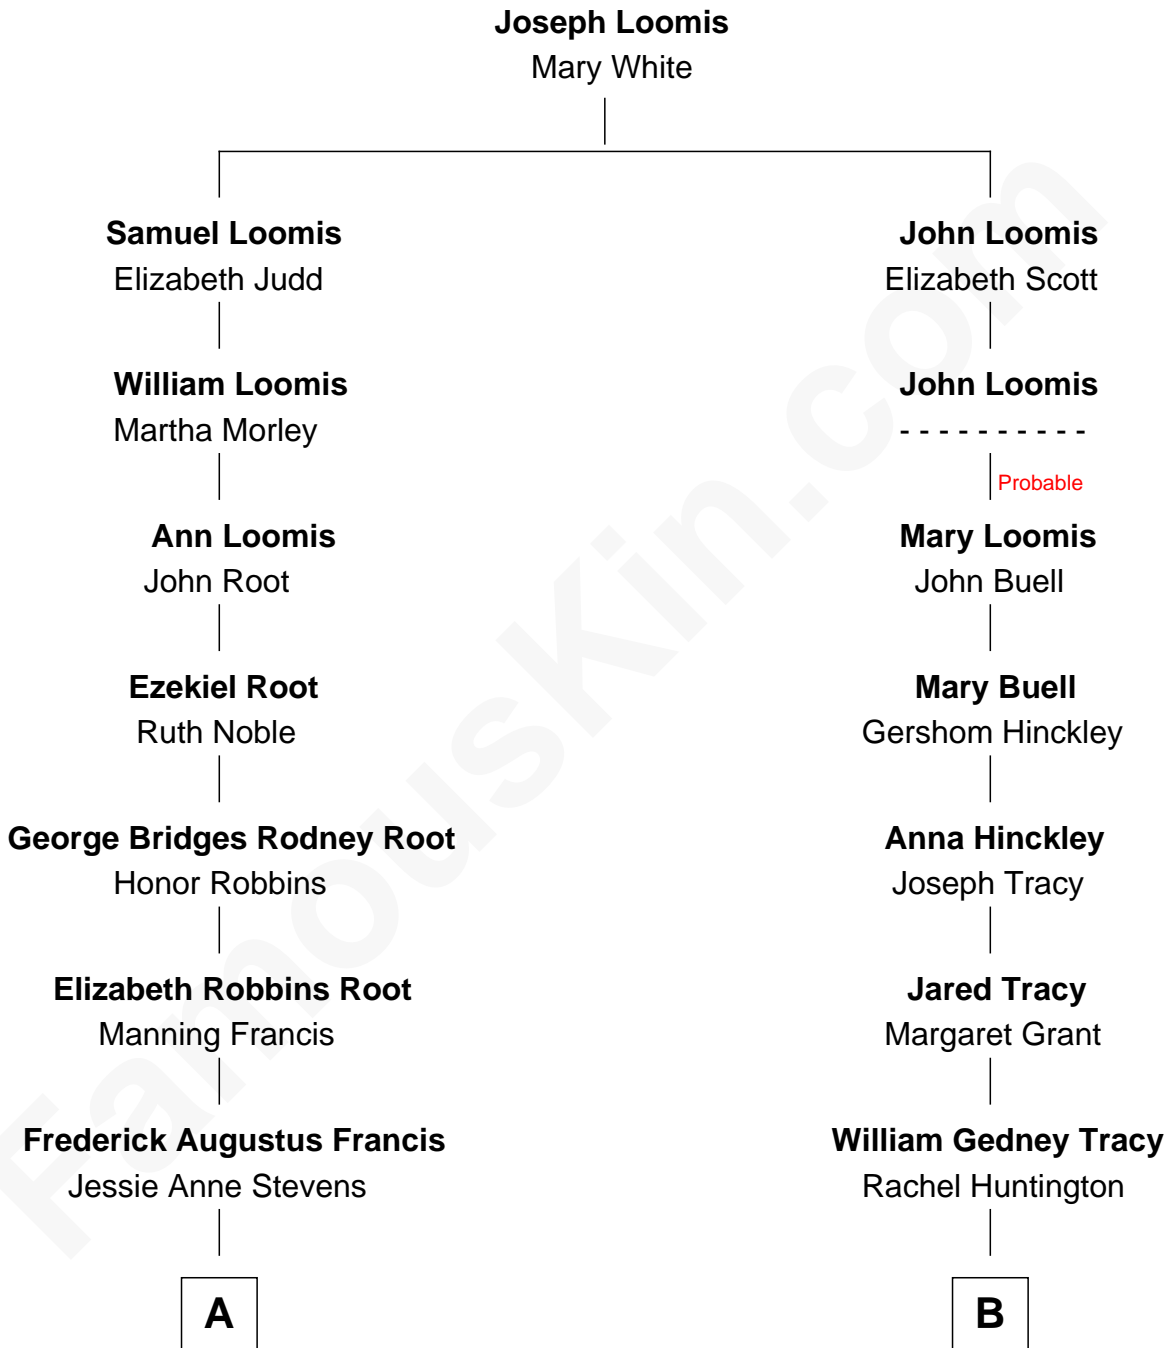 Joseph Loomis
Mary White
Samuel Loomis
Elizabeth Judd
William Loomis
Martha Morley
Ann Loomis
John Root
Ezekiel Root
Ruth Noble
George Bridges Rodney Root
Honor Robbins
Elizabeth Robbins Root
Manning Francis
Frederick Augustus Francis
Jessie Anne Stevens
A
John Loomis
Elizabeth Scott
John Loomis
- - - - - - - - - -
Probable
Mary Loomis
John Buell
Mary Buell
Gershom Hinckley
Anna Hinckley
Joseph Tracy
Jared Tracy
Margaret Grant
William Gedney Tracy
Rachel Huntington
B
FamousKin.com